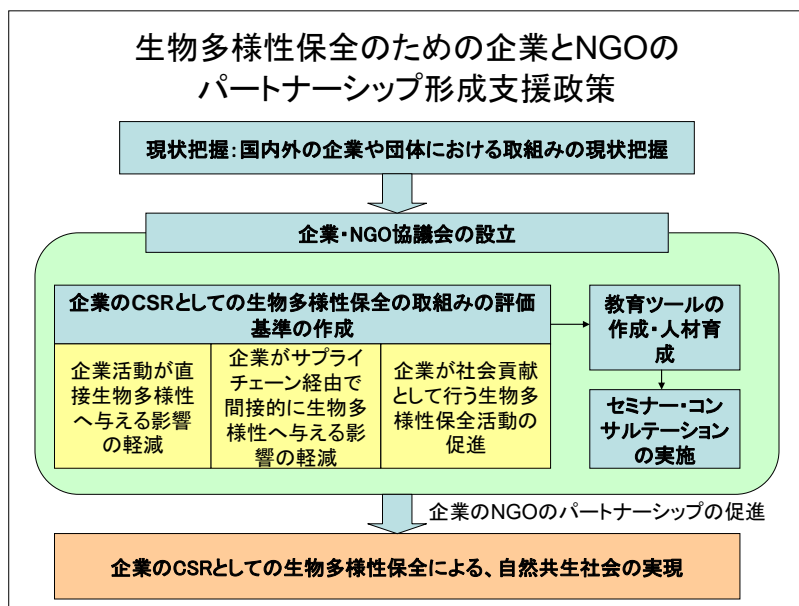 生物多様性保全のための企業とNGOの
パートナーシップ形成支援政策
現状把握：国内外の企業や団体における取組みの現状把握
企業・NGO協議会の設立
企業のCSRとしての生物多様性保全の取組みの評価
基準の作成
企業活動が直
接生物多様性
へ与える影響
の軽減
企業がサプライ
チェーン経由で
間接的に生物多
様性へ与える影
響の軽減
企業が社会貢献
として行う生物多
様性保全活動の
促進
教育ツールの
作成・人材育
成
セミナー・コン
サルテーション
の実施
企業のNGOのパートナーシップの促進
企業のCSRとしての生物多様性保全による、自然共生社会の実現